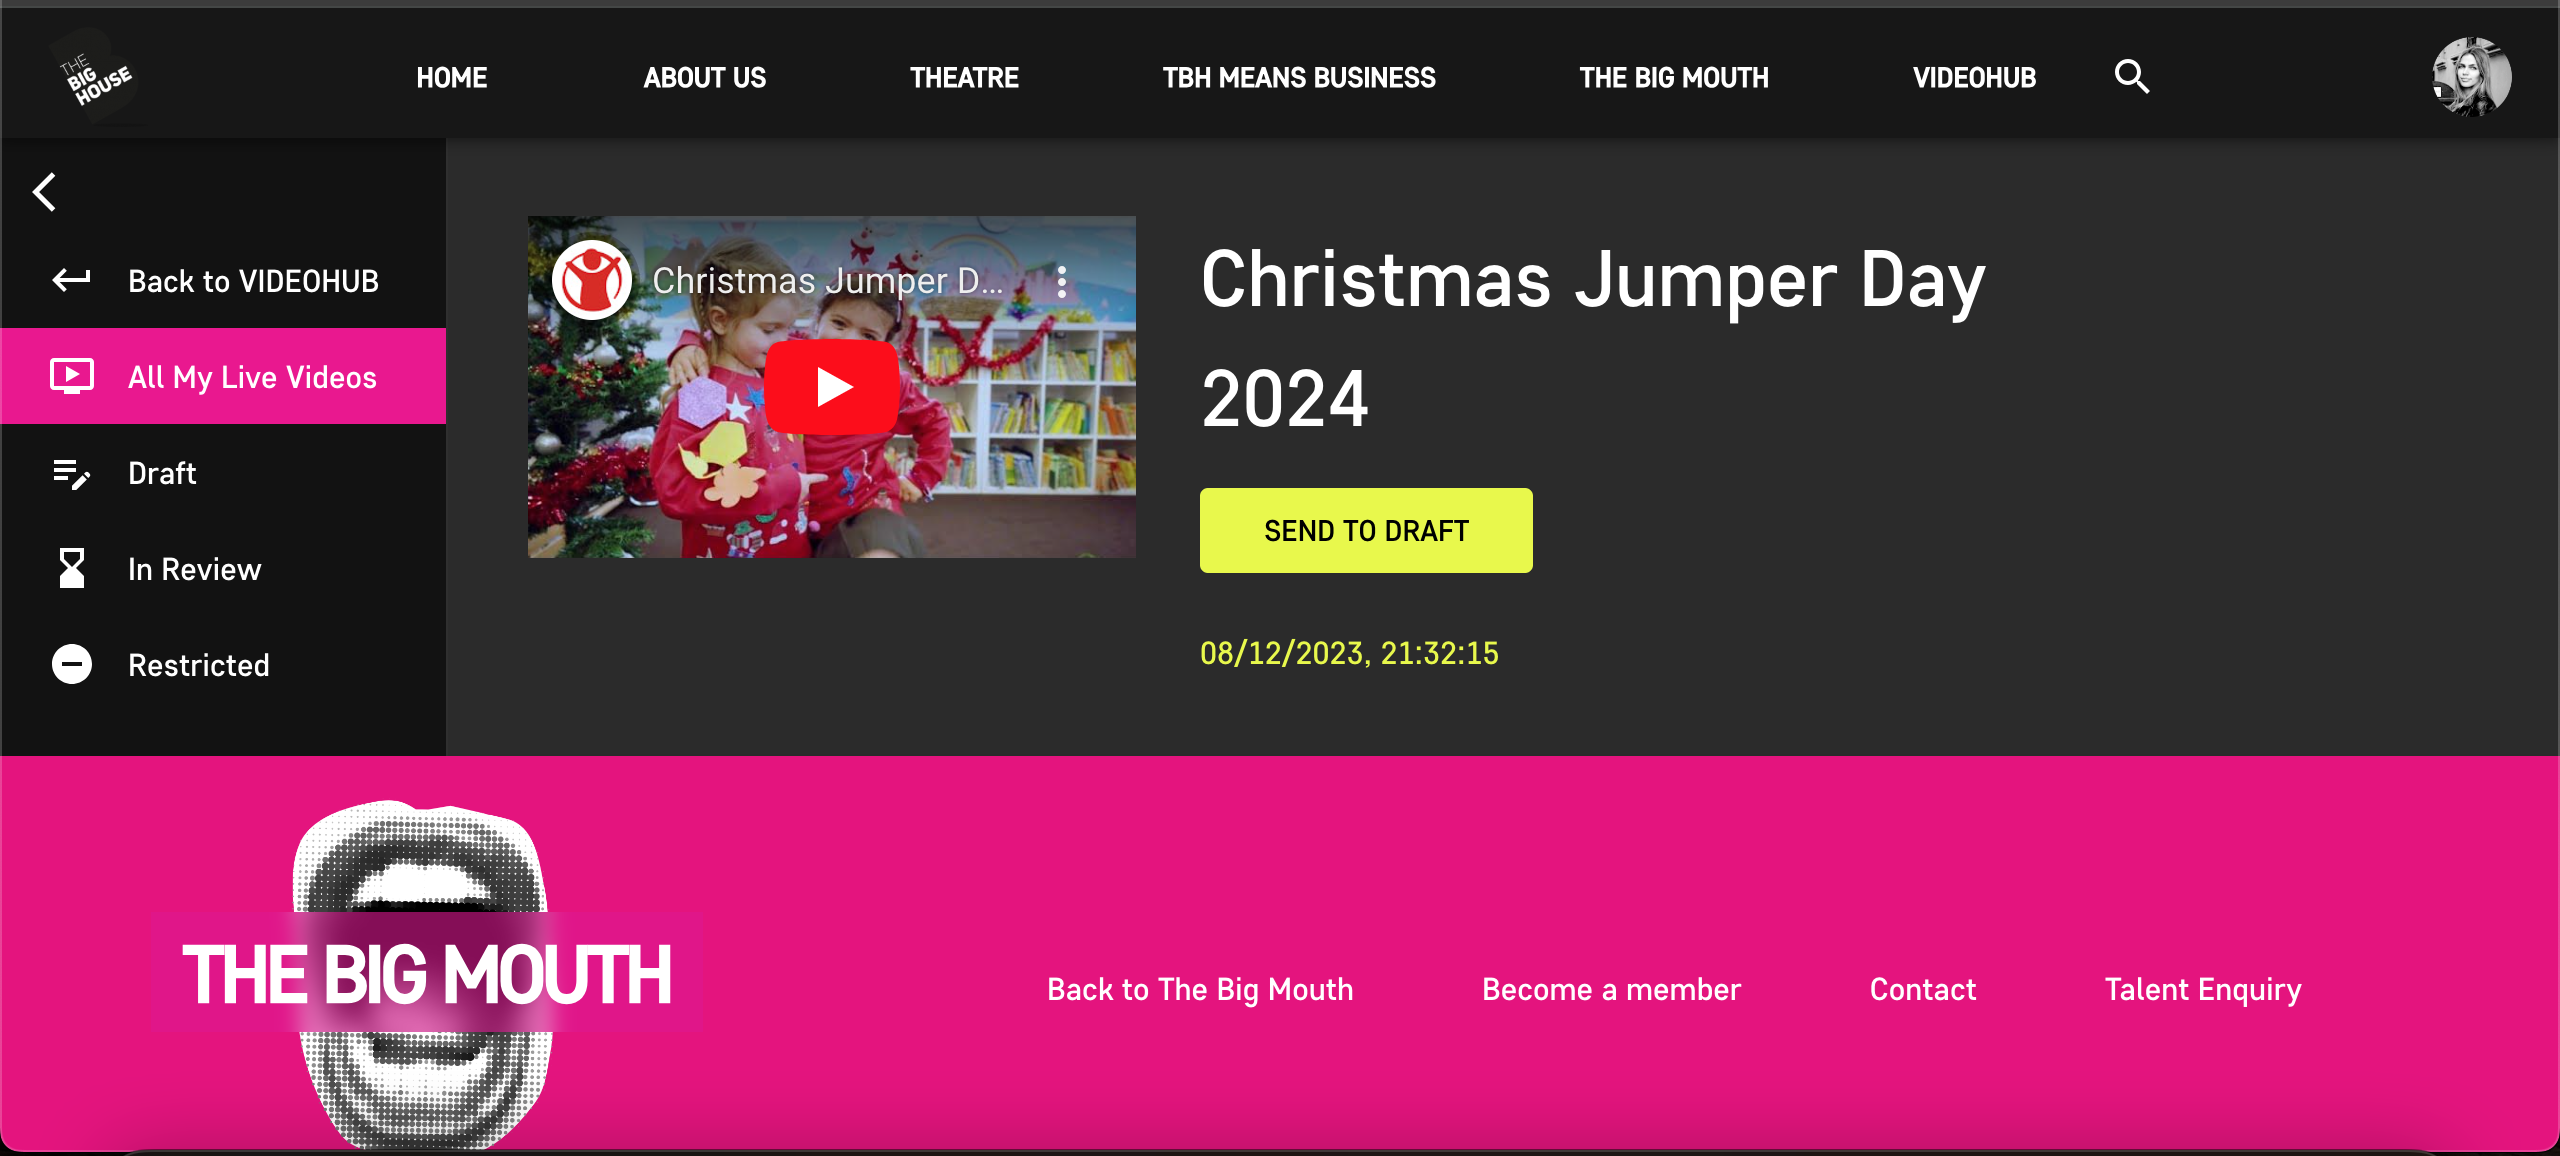 THE
BIG
HOUSE
HOME
ABOUT US
THEATRE
TBH MEANS BUSINESS
THE BIG MOUTH
VIDEOHUB
Back to VIDEOHUB
All My Live Videos
Draft
In Review
Restricted
Christmas Jumper D...
Christmas Jumper Day
2024
SEND TO DRAFT
08/12/2023, 21:32:15
THE BIG MOUTH
Back to The Big Mouth
Become a member
Contact
Talent Enquiry